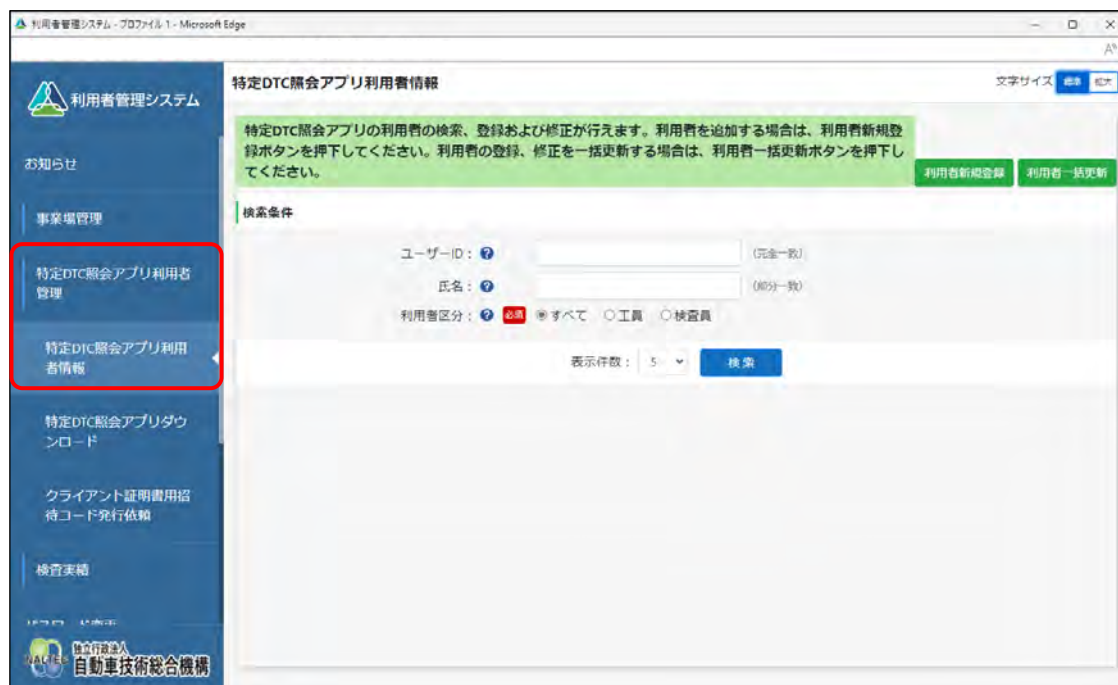 利用者管理システム - プロファイル 1 - Microsoft Edge
利用者管理システム
特定DTC照会アプリ利用者情報
文字サイズ 標準 拡大
特定DTC照会アプリの利用者の検索、登録および修正が行えます。利用者を追加する場合は、利用者新規登
録ボタンを押下してください。利用者の登録、修正を一括更新する場合は、利用者一括更新ボタンを押下し
てください。
利用者新規登録 利用者一括更新
お知らせ
事業場管理
特定DTC照会アプリ利用者
管理
特定DTC照会アプリ利用
者情報
特定DTC照会アプリダウ
ンロード
クライアント証明書用招
待コード発行依頼
検査実績
検索条件
ユーザーID : (完全一致)
氏名 : (部分一致)
利用者区分 : 必須 すべて 工員 検査員
表示件数 : 5 検索
NALTEC
独立行政法人
自動車技術総合機構